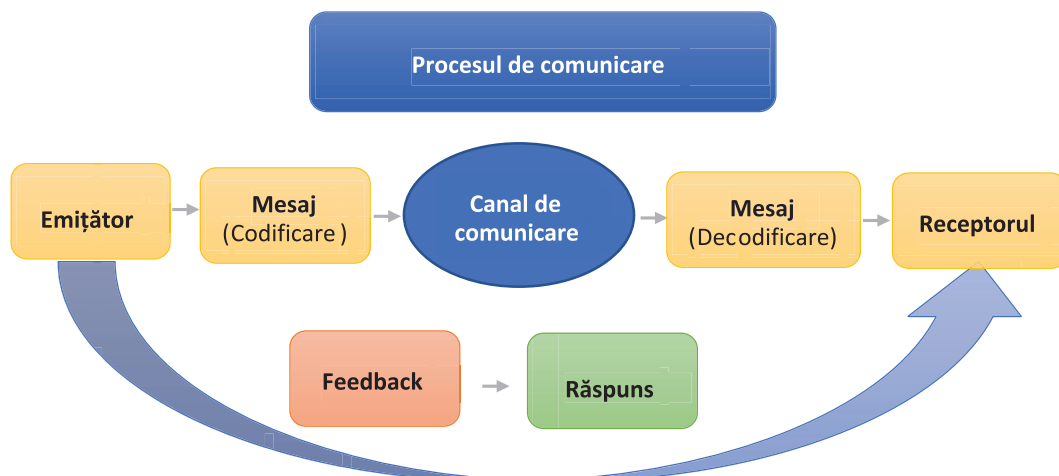 Procesul de comunicare
Emițător
Mesaj
(Codificare)
Canal de
comunicare
Mesaj
(Decodificare)
Receptorul
Feedback
Răspuns